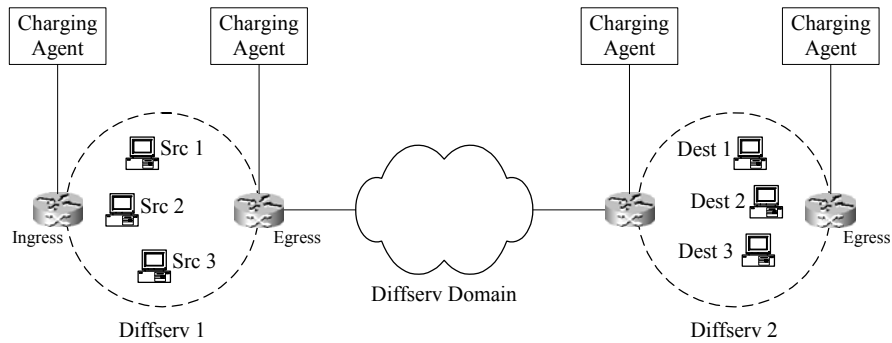 Charging
Agent
Charging
Agent
Charging
Agent
Charging
Agent
Src 1
Src 2
Src 3
Ingress
Egress
Dest 1
Dest 2
Dest 3
Egress
Diffserv Domain
Diffserv 1
Diffserv 2